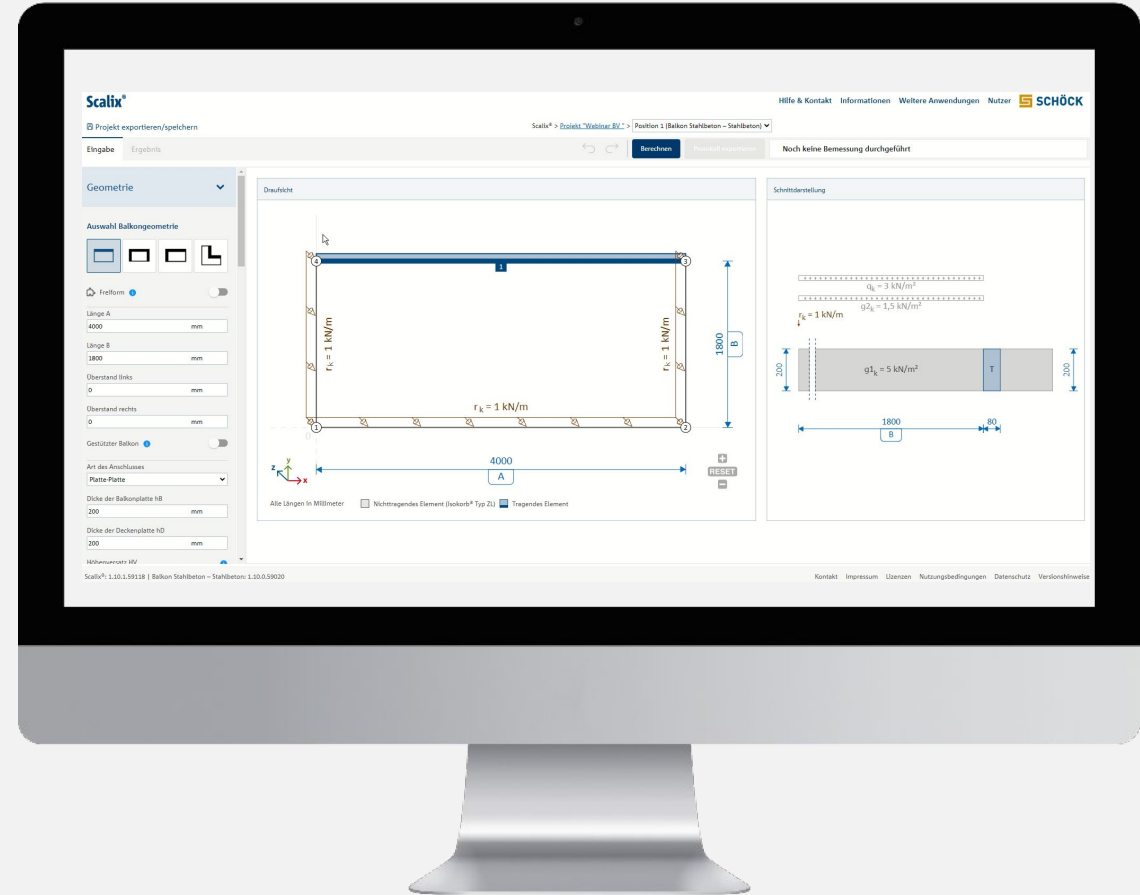 Scalix®
Hilfe & Kontakt Informationen Weitere Anwendungen Nutzer SCHÖCK
Projekt exportieren/speichern
Scalix® > Projekt "Webinar BV " > Position 1 (Balkon Stahlbeton – Stahlbeton)
Eingabe Ergebnis
Berechnen Protokoll exportieren Noch keine Bemessung durchgeführt
Geometrie
Auswahl Balkongeometrie
Freiform
Länge A
4000 mm
Länge B
1800 mm
Überstand links
0 mm
Überstand rechts
0 mm
Gestützter Balkon
Art des Anschlusses
Platte-Platte
Dicke der Balkonplatte hB
200 mm
Dicke der Deckenplatte hD
200 mm
Höhenversatz HV
Draufsicht
4 1 3
rk = 1 kN/m
rk = 1 kN/m
1800
B
rk = 1 kN/m
1 2
z y x
4000
A
RESET
Alle Längen in Millimeter Nichttragendes Element (Isokorb® Typ ZL) Tragendes Element
Schnittdarstellung
qk = 3 kN/m²
g2k = 1,5 kN/m²
rk = 1 kN/m
200 g1k = 5 kN/m² T 200
1800 80
B
Scalix®: 1.10.1.59118 | Balkon Stahlbeton – Stahlbeton: 1.10.0.59020
Kontakt Impressum Lizenzen Nutzungsbedingungen Datenschutz Versionshinweise